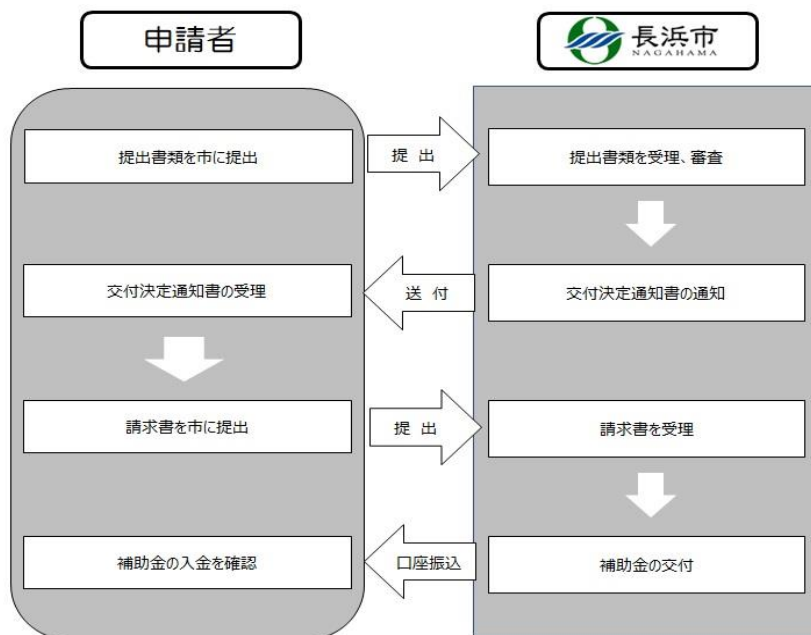 申請者
長浜市
NAGAHAMA
提出書類を市に提出
提 出
提出書類を受理、審査
交付決定通知書の受理
送 付
交付決定通知書の通知
請求書を市に提出
提 出
請求書を受理
補助金の入金を確認
口座振込
補助金の交付